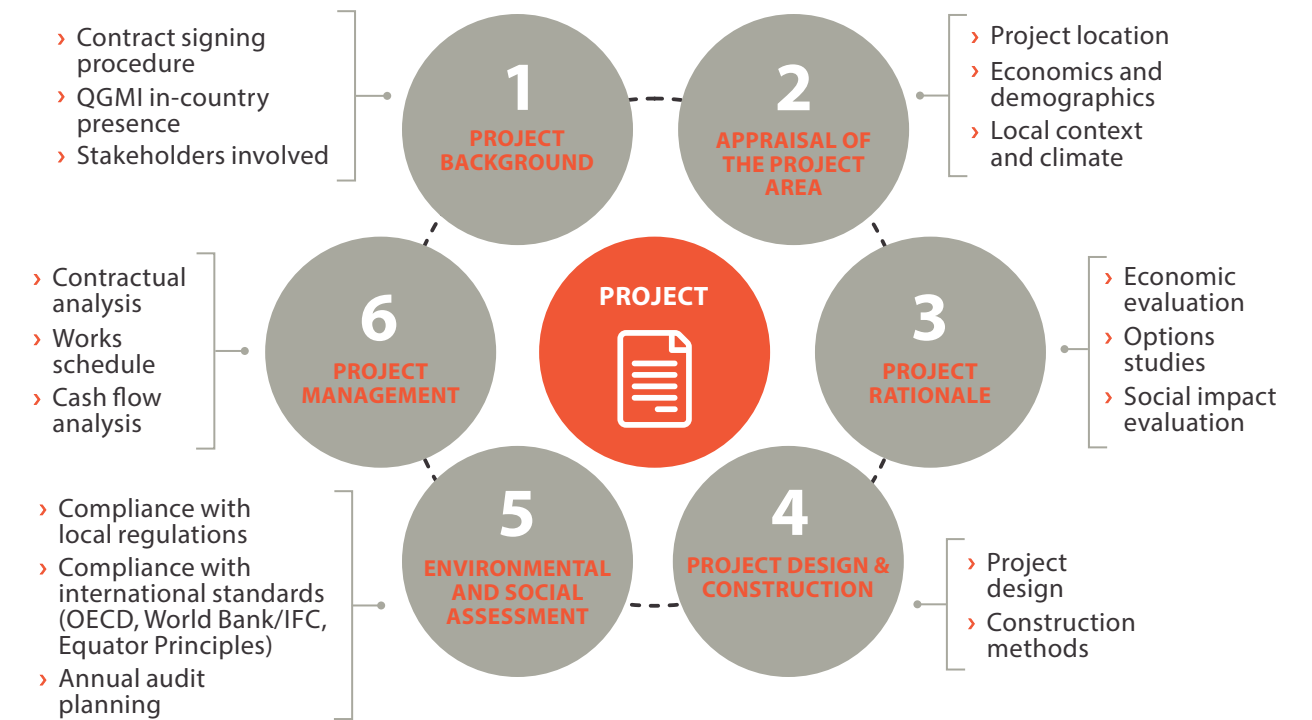 › Contract signing
procedure
› QGMI in-country
presence
› Stakeholders involved
1
PROJECT
BACKGROUND
2
APPRAISAL OF
THE PROJECT
AREA
› Project location
› Economics and
demographics
› Local context
and climate
› Contractual
analysis
› Works
schedule
› Cash flow
analysis
6
PROJECT
MANAGEMENT
PROJECT
3
PROJECT
RATIONALE
› Economic
evaluation
› Options
studies
› Social impact
evaluation
› Compliance with
local regulations
› Compliance with
international standards
(OECD, World Bank/IFC,
Equator Principles)
› Annual audit
planning
5
ENVIRONMENTAL
AND SOCIAL
ASSESSMENT
4
PROJECT DESIGN &
CONSTRUCTION
› Project
design
› Construction
methods